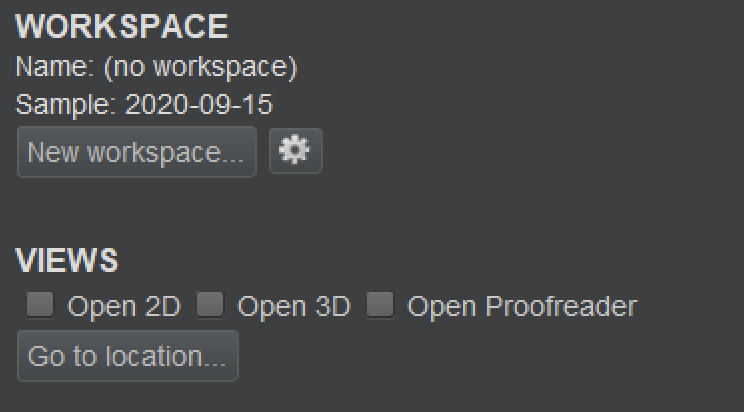 WORKSPACE
Name: (no workspace)
Sample: 2020-09-15
New workspace...
VIEWS
Open 2D Open 3D Open Proofreader
Go to location...